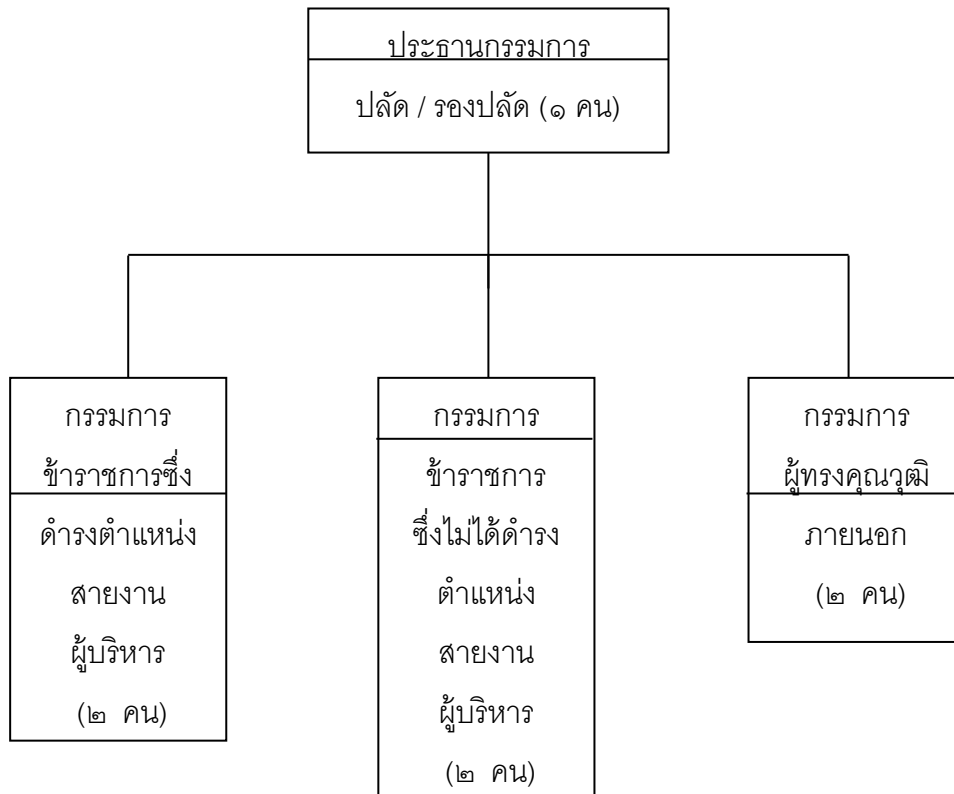 ประธานกรรมการ
ปลัด / รองปลัด (๑ คน)
กรรมการ
ข้าราชการซึ่ง
ดำรงตำแหน่ง
สายงาน
ผู้บริหาร
(๒ คน)
กรรมการ
ข้าราชการ
ซึ่งไม่ได้ดำรง
ตำแหน่ง
สายงาน
ผู้บริหาร
(๒ คน)
กรรมการ
ผู้ทรงคุณวุฒิ
ภายนอก
(๒ คน)